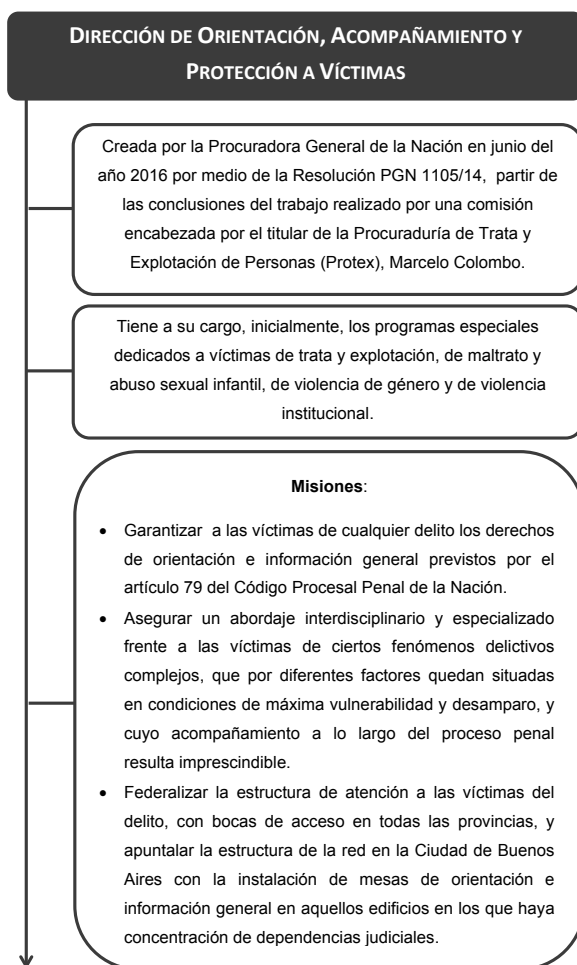 DIRECCIÓN DE ORIENTACIÓN, ACOMPAÑAMIENTO Y
PROTECCIÓN A VÍCTIMAS
Creada por la Procuradora General de la Nación en junio del
año 2016 por medio de la Resolución PGN 1105/14, partir de
las conclusiones del trabajo realizado por una comisión
encabezada por el titular de la Procuraduría de Trata y
Explotación de Personas (Protex), Marcelo Colombo.
Tiene a su cargo, inicialmente, los programas especiales
dedicados a víctimas de trata y explotación, de maltrato y
abuso sexual infantil, de violencia de género y de violencia
institucional.
Misiones:
• Garantizar a las víctimas de cualquier delito los derechos
de orientación e información general previstos por el
artículo 79 del Código Procesal Penal de la Nación.
• Asegurar un abordaje interdisciplinario y especializado
frente a las víctimas de ciertos fenómenos delictivos
complejos, que por diferentes factores quedan situadas
en condiciones de máxima vulnerabilidad y desamparo, y
cuyo acompañamiento a lo largo del proceso penal
resulta imprescindible.
• Federalizar la estructura de atención a las víctimas del
delito, con bocas de acceso en todas las provincias, y
apuntalar la estructura de la red en la Ciudad de Buenos
Aires con la instalación de mesas de orientación e
información general en aquellos edificios en los que haya
concentración de dependencias judiciales.